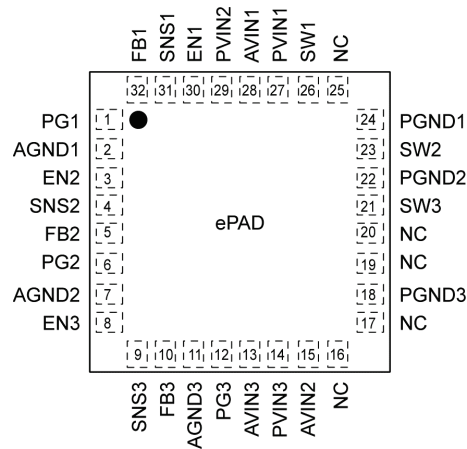 FB1 SNS1 EN1 PVIN2 AVIN1 PVIN1 SW1 NC
32 31 30 29 28 27 26 25
PG1 1 24 PGND1
AGND1 2 23 SW2
EN2 3 22 PGND2
SNS2 4 21 SW3
FB2 5 20 NC
ePAD
PG2 6 19 NC
AGND2 7 18 PGND3
EN3 8 17 NC
9 10 11 12 13 14 15 16
SNS3 FB3 AGND3 PG3 AVIN3 PVIN3 AVIN2 NC